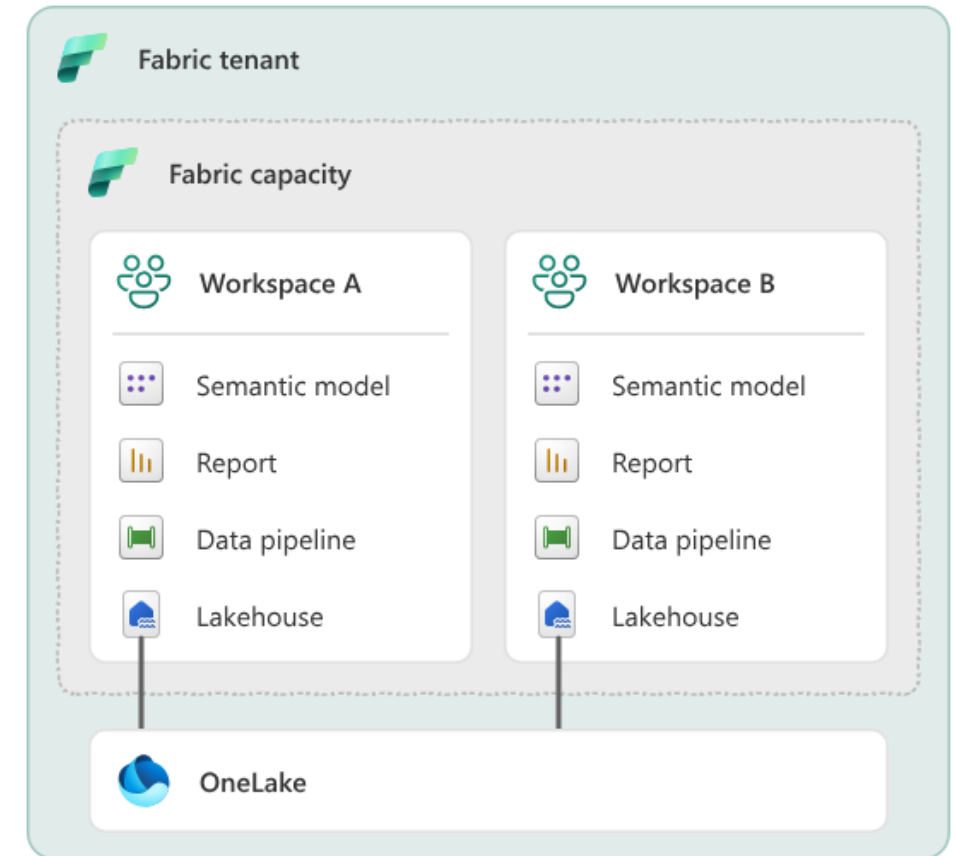 Fabric tenant
Fabric capacity
Workspace A
Semantic model
Report
Data pipeline
Lakehouse
Workspace B
Semantic model
Report
Data pipeline
Lakehouse
OneLake